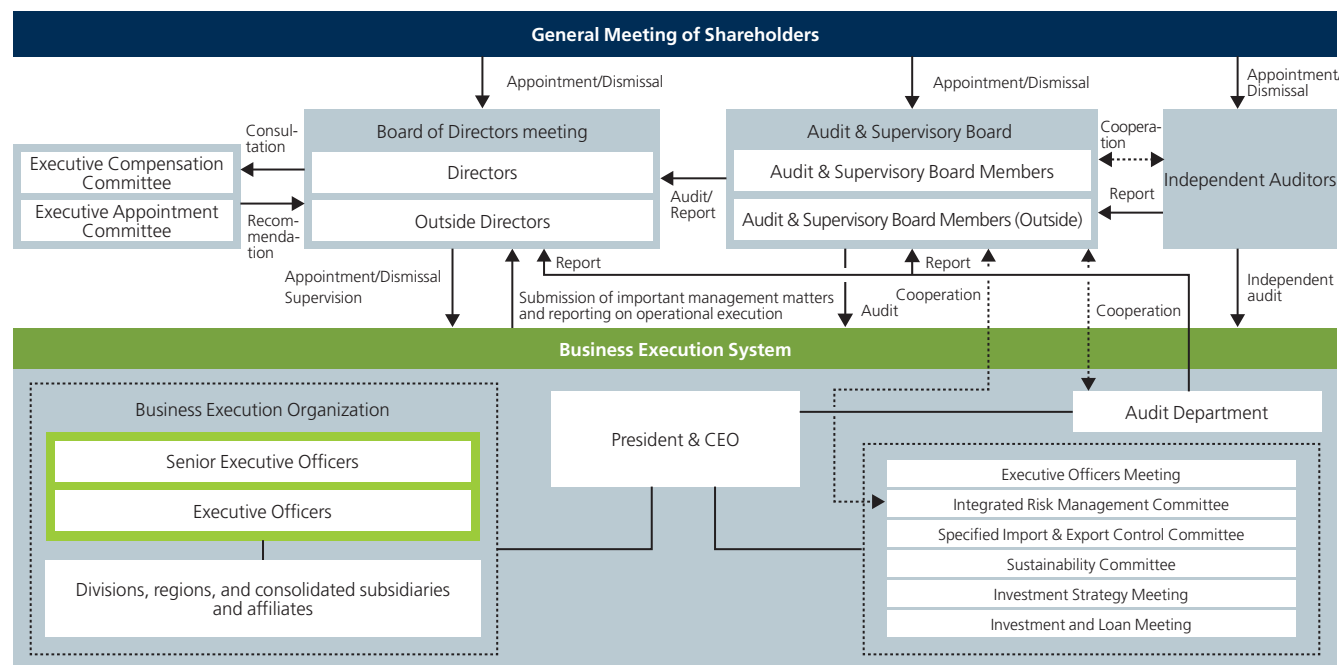 General Meeting of Shareholders
Appointment/Dismissal
Appointment/Dismissal
Appointment/
Dismissal
Consul-
tation
Board of Directors meeting
Directors
Outside Directors
Executive Compensation
Committee
Executive Appointment
Committee
Recom-
menda-
tion
Audit/
Report
Audit & Supervisory Board
Audit & Supervisory Board Members
Audit & Supervisory Board Members (Outside)
Coopera-
tion
Report
Independent Auditors
Appointment/Dismissal
Supervision
Report
Submission of important management matters
and reporting on operational execution
Report
Audit
Cooperation
Cooperation
Independent
audit
Business Execution System
Business Execution Organization
Senior Executive Officers
Executive Officers
Divisions, regions, and consolidated subsidiaries
and affiliates
President & CEO
Audit Department
Executive Officers Meeting
Integrated Risk Management Committee
Specified Import & Export Control Committee
Sustainability Committee
Investment Strategy Meeting
Investment and Loan Meeting